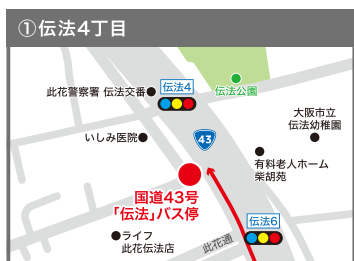 ①伝法4丁目
此花警察署 伝法交番
伝法4
伝法公園
大阪市立
伝法幼稚園
いしみ医院
43
有料老人ホーム
柴胡苑
国道43号
「伝法」バス停
伝法6
ライフ
此花伝法店
此花通